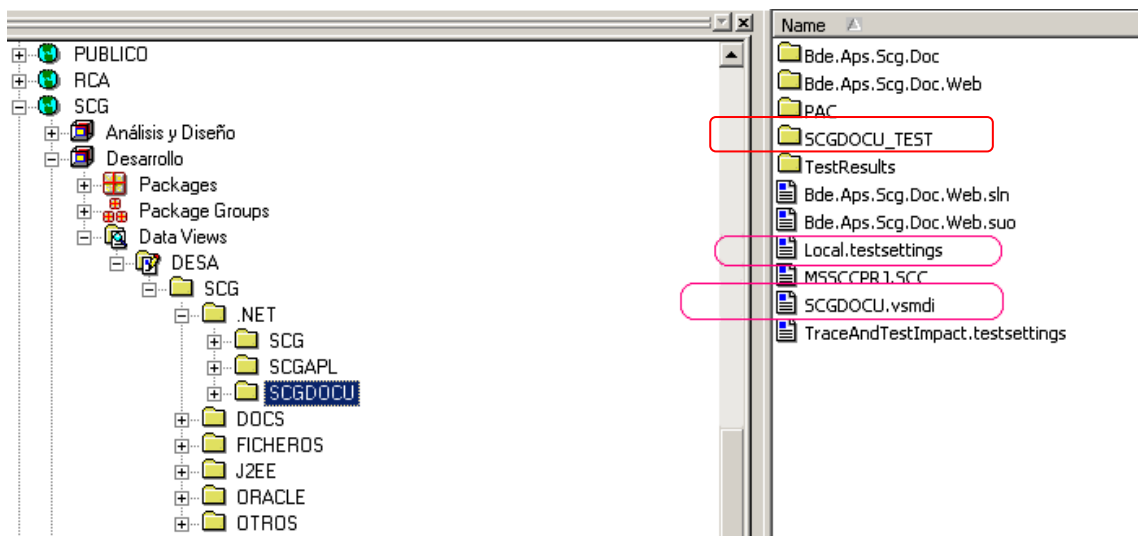 PUBLICO
RCA
SCG
Análisis y Diseño
Desarrollo
Packages
Package Groups
Data Views
DESA
SCG
.NET
SCG
SCGAPL
SCGDOCU
DOCS
FICHEROS
J2EE
ORACLE
OTROS
Name
Bde.Aps.Scg.Doc
Bde.Aps.Scg.Doc.Web
PAC
SCGDOCU_TEST
TestResults
Bde.Aps.Scg.Doc.Web.sln
Bde.Aps.Scg.Doc.Web.suo
Local.testsettings
MSSCCPRJ.SCC
SCGDOCU.vsmdi
TraceAndTestImpact.testsettings